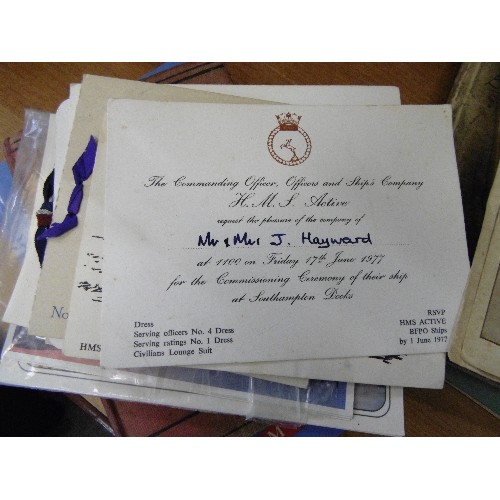 The Commanding Officer, Officers and Ship's Company
H.M.S. Active
request the pleasure of the company of
Mr & Mrs J. Hayward
at 1100 on Friday 17th June 1977
for the Commissioning Ceremony of their ship
at Southampton Docks
Dress
Serving officers No. 4 Dress
Serving ratings No. 1 Dress
Civilians Lounge Suit
RSVP
HMS ACTIVE
BFPO Ships
by 1 June 1977
No
HMS